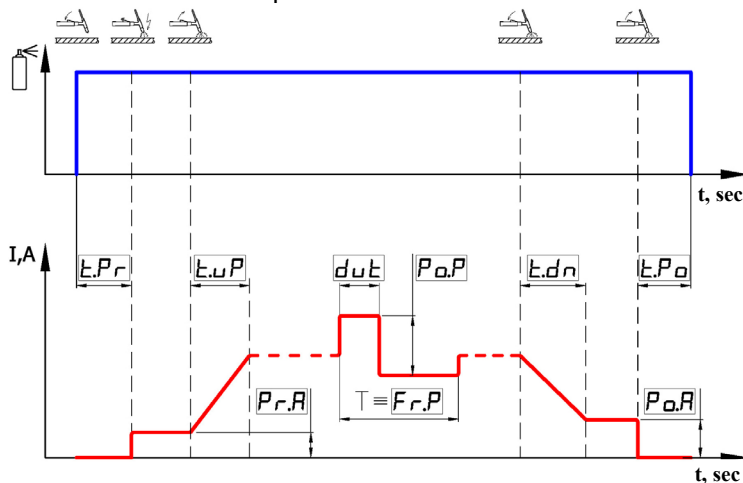 t, sec
I,A
t.Pr
t.uP
dut
Po.P
t.dn
t.Po
Pr.A
T ≡ Fr.P
Po.A
t, sec